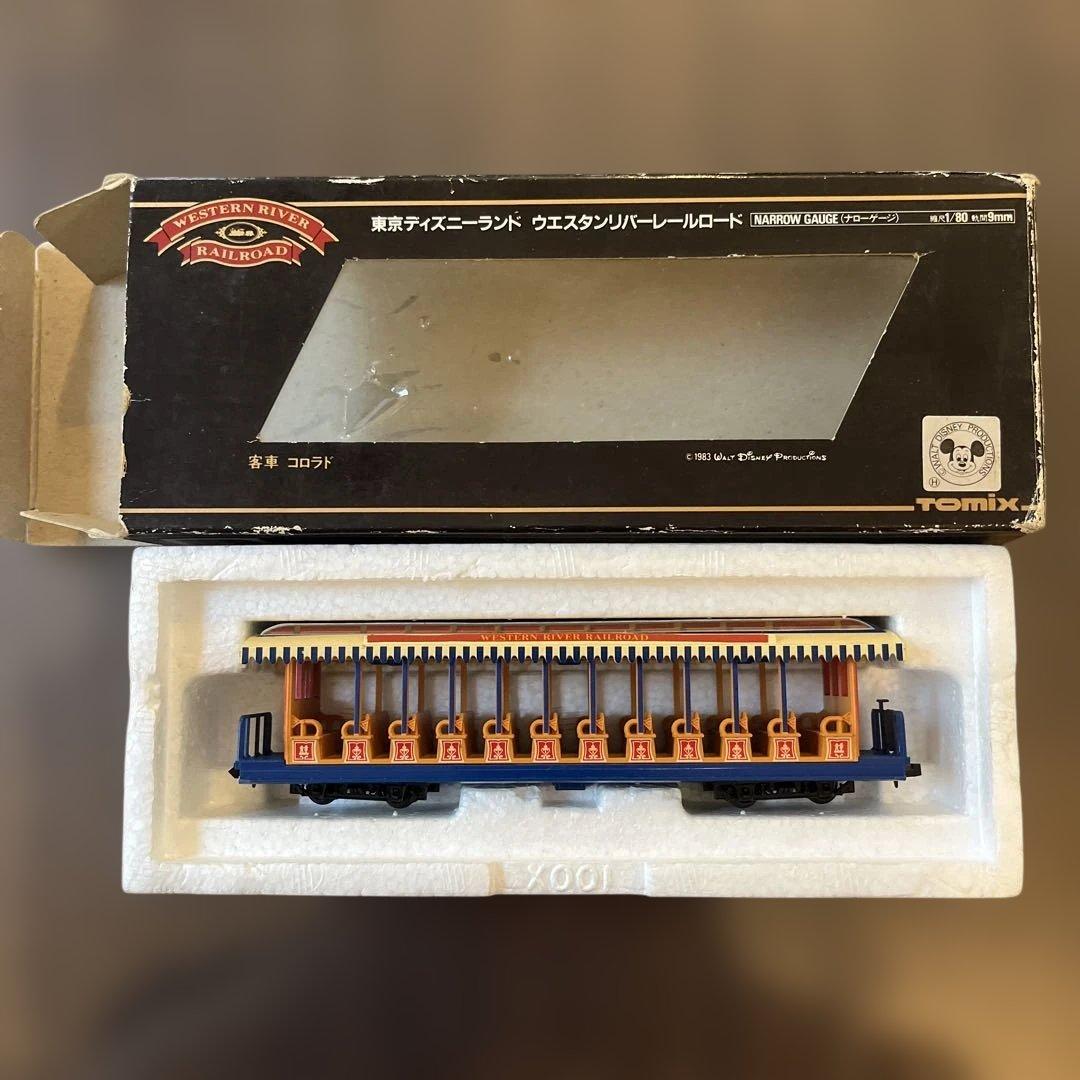 WESTERN RIVER
RAILROAD
東京ディズニーランド ウエスタンリバーレールロード
NARROW GAUGE(ナローゲージ)
縮尺1/80 軌間9mm
客車 コロラド
© 1983 WALT DISNEY PRODUCTIONS
© WALT DISNEY PRODUCTIONS
Ⓗ
TOMIX
WESTERN RIVER RAILROAD
X001